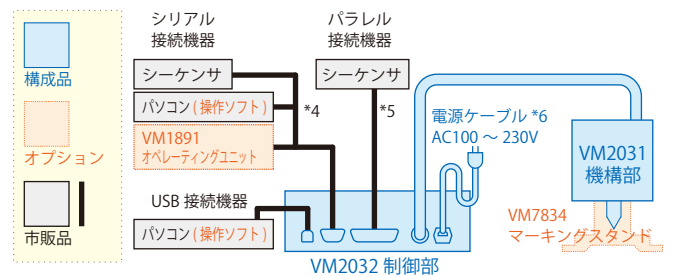 構成品
オプション
市販品
シリアル
接続機器
シーケンサ
パソコン(操作ソフト)
VM1891
オペレーティングユニット
*4
パラレル
接続機器
シーケンサ
*5
電源ケーブル *6
AC100 ～ 230V
VM2031
機構部
VM7834
マーキングスタンド
USB 接続機器
パソコン(操作ソフト)
VM2032 制御部